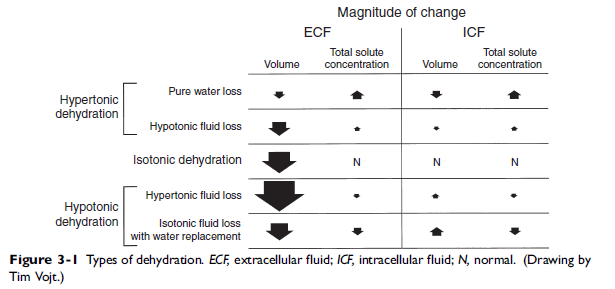 Magnitude of change
ECF ICF
Volume Total solute concentration Volume Total solute concentration
Hypertonic dehydration
Pure water loss
Hypotonic fluid loss
Isotonic dehydration N N N
Hypotonic dehydration
Hypertonic fluid loss
Isotonic fluid loss
with water replacement
Figure 3-1 Types of dehydration. ECF, extracellular fluid; ICF, intracellular fluid; N, normal. (Drawing by
Tim Vojt.)